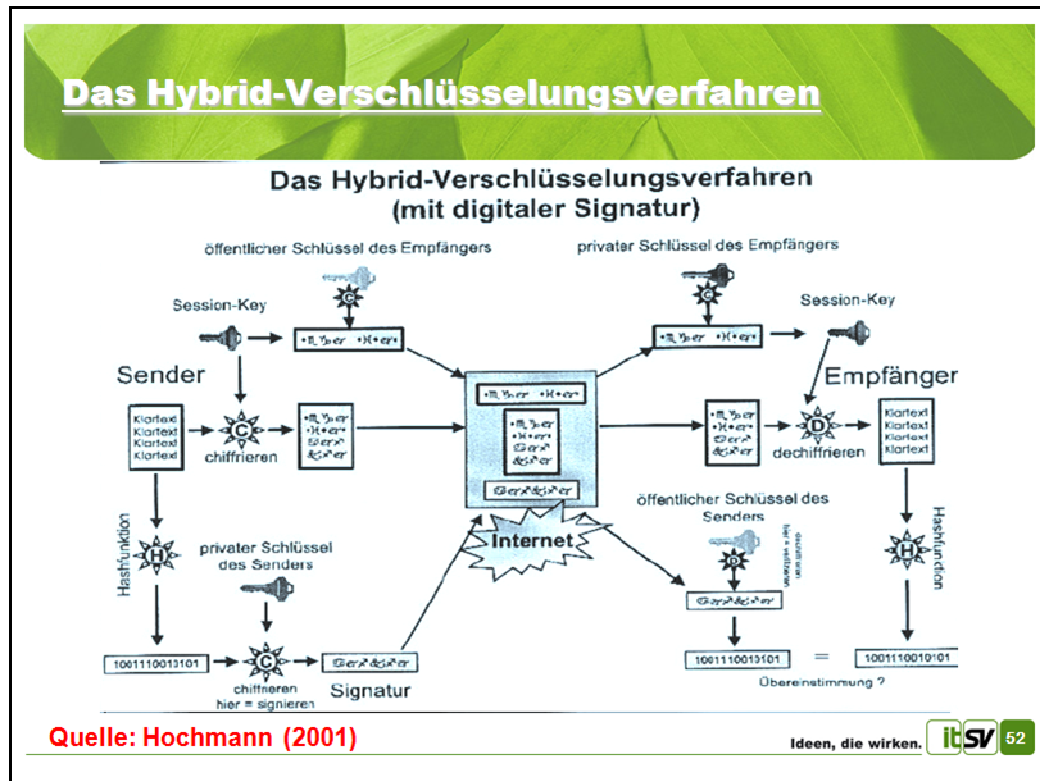 Das Hybrid-Verschlüsselungsverfahren
Das Hybrid-Verschlüsselungsverfahren
(mit digitaler Signatur)
öffentlicher Schlüssel des Empfängers
privater Schlüssel des Empfängers
C
C
Session-Key
Session-Key
Sender
Empfänger
Klartext
Klartext
Klartext
Klartext
C
chiffrieren
D
dechiffrieren
Klartext
Klartext
Klartext
Klartext
öffentlicher Schlüssel des
Senders
Internet
Hashfunktion
H
privater Schlüssel
des Senders
D
Hashfunction
H
1001110010101
C
chiffrieren
hier = signieren
Signatur
1001110010101
=
1001110010101
Übereinstimmung ?
Quelle: Hochmann (2001)
Ideen, die wirken.
itSV
52